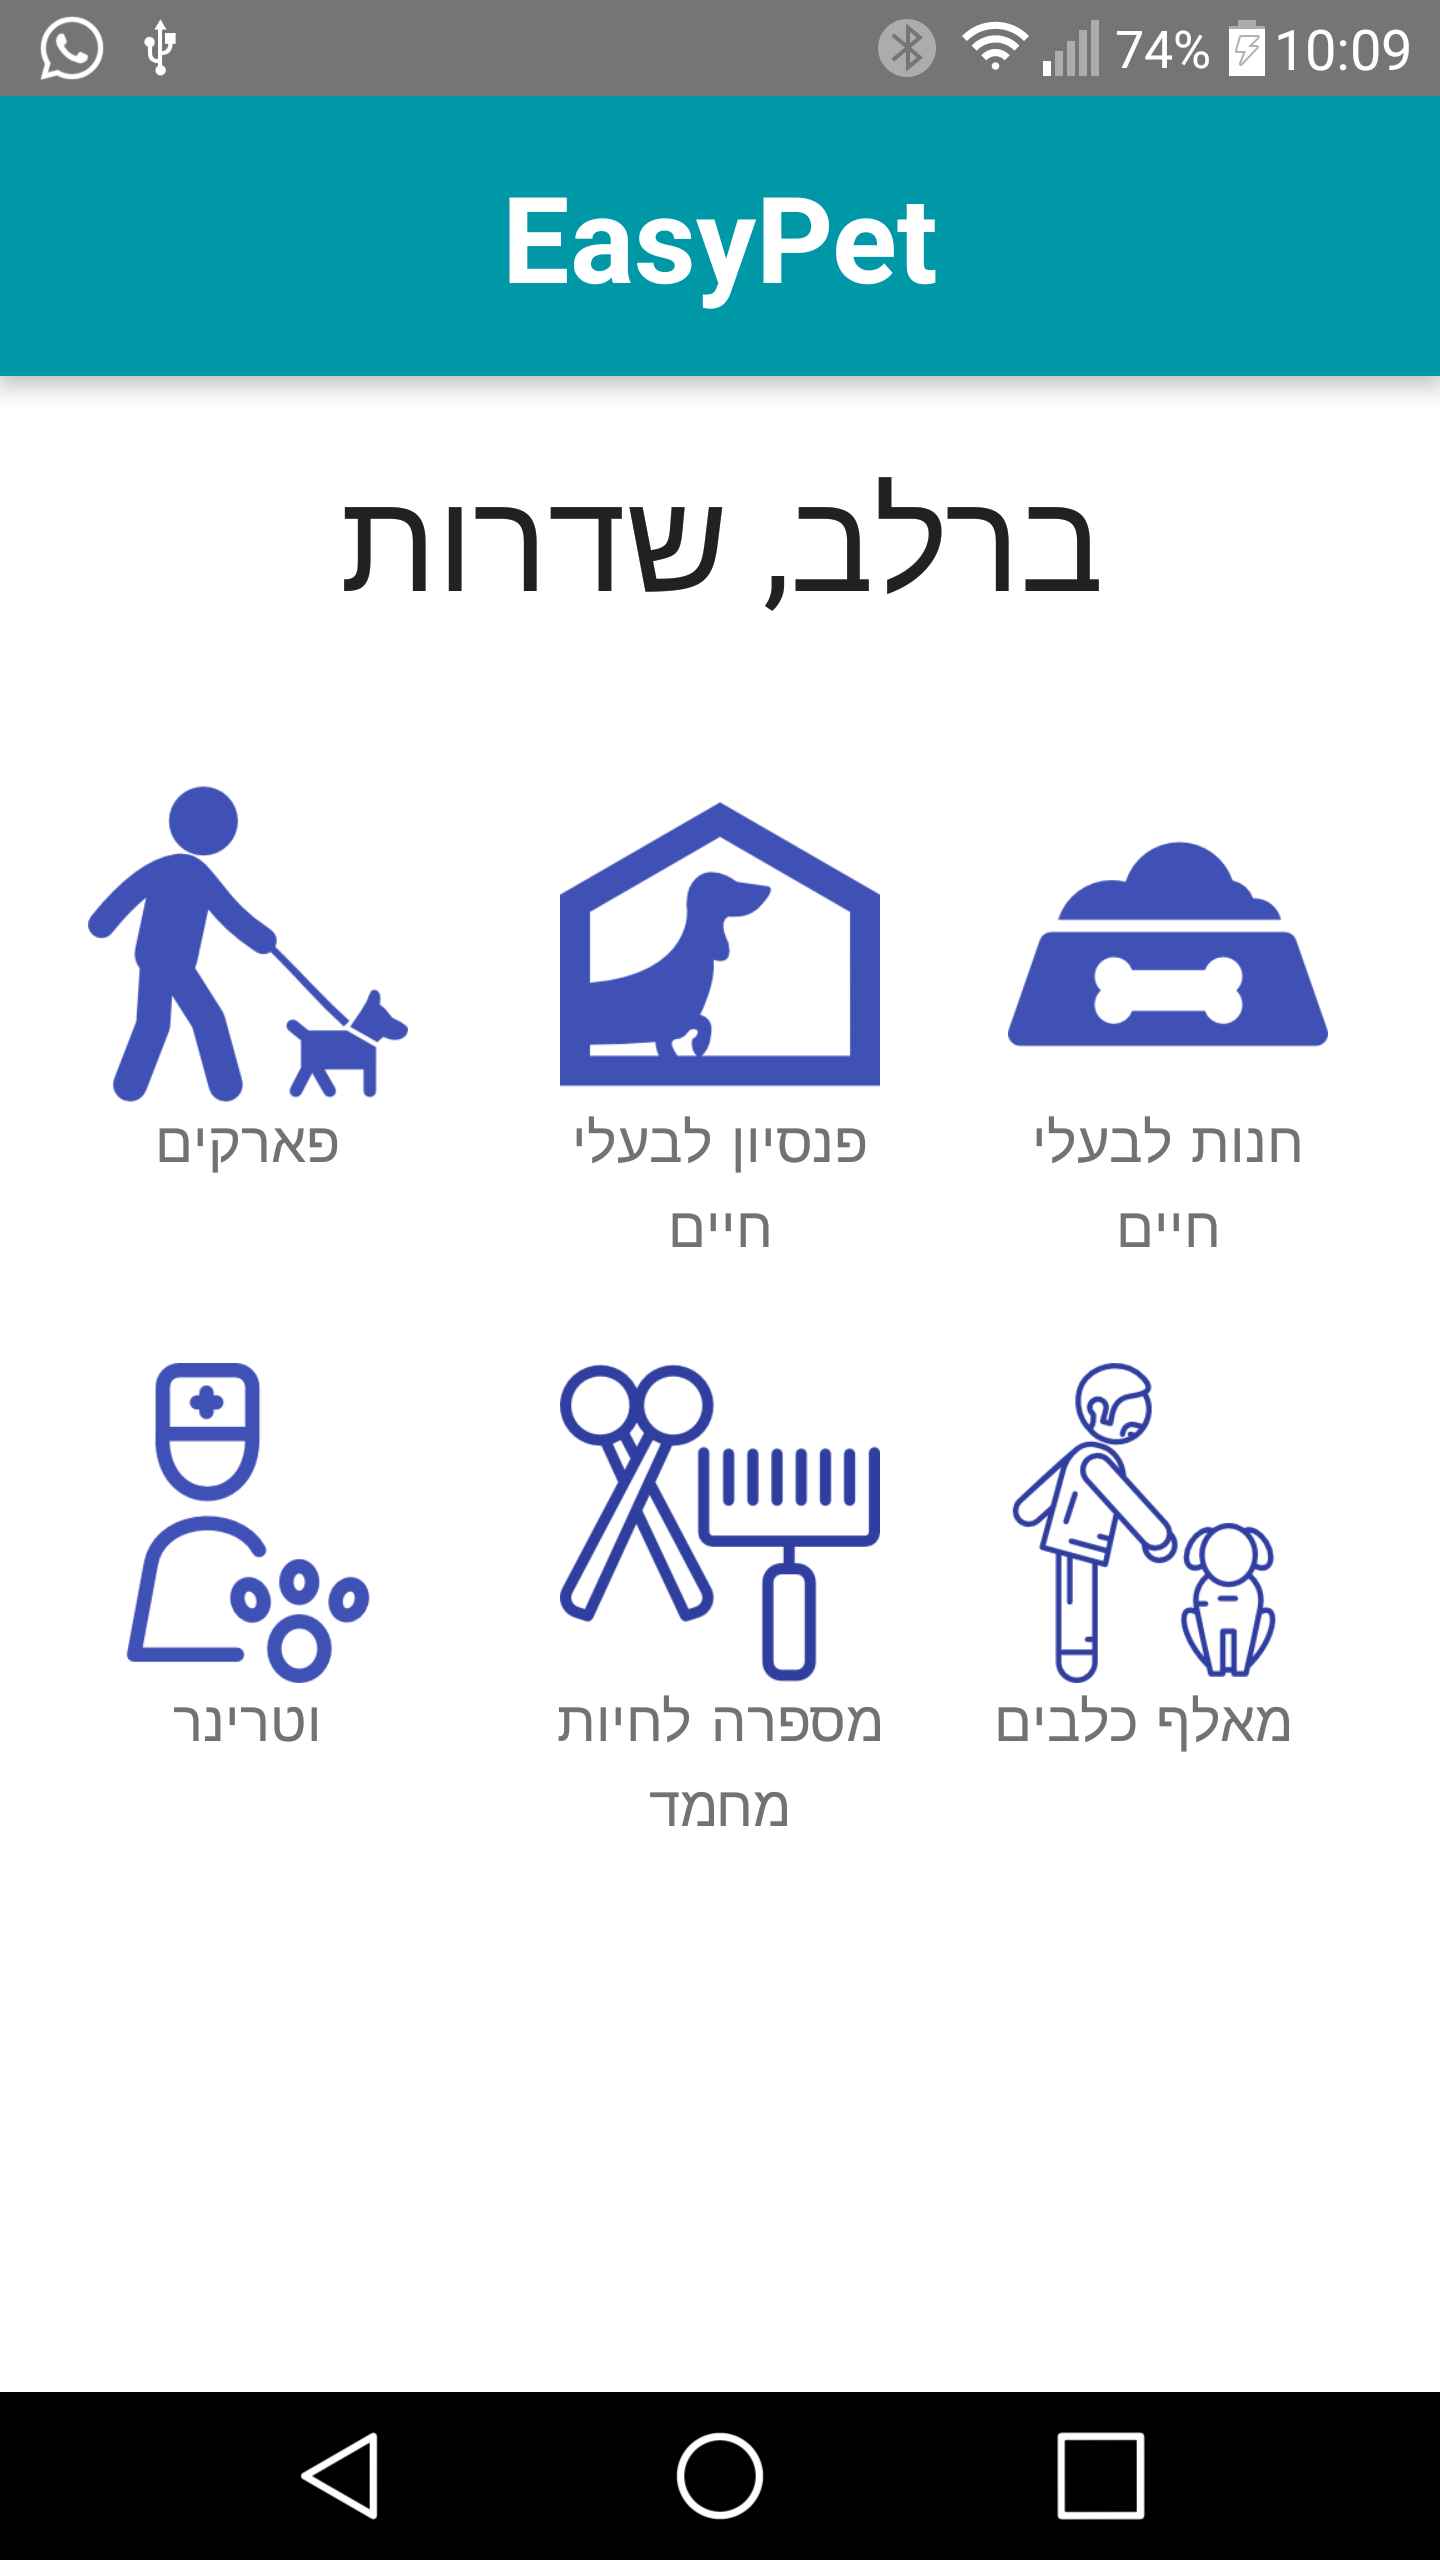 74% 10:09
EasyPet
ברלב, שדרות
חנות לבעלי
חיים
פנסיון לבעלי
חיים
פארקים
מאלף כלבים
מספרה לחיות
מחמד
וטרינר